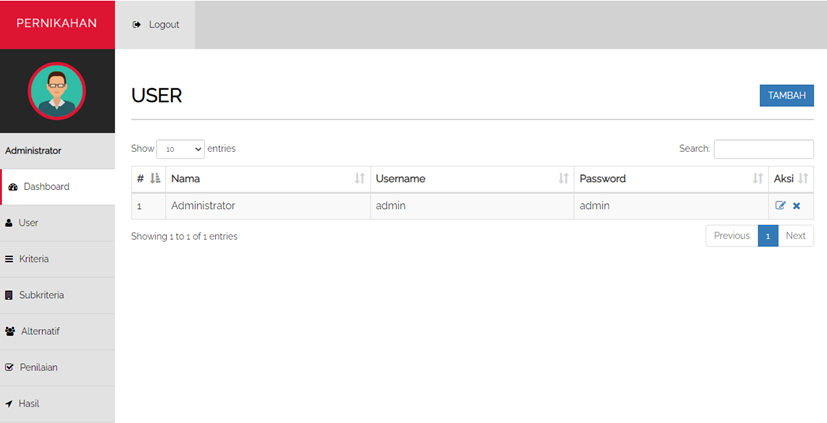 PERNIKAHAN
Logout
Administrator
Dashboard
User
Kriteria
Subkriteria
Alternatif
Penilaian
Hasil
USER
TAMBAH
Show 10 entries
Search:
# Nama Username Password Aksi
1 Administrator admin admin
Showing 1 to 1 of 1 entries
Previous 1 Next